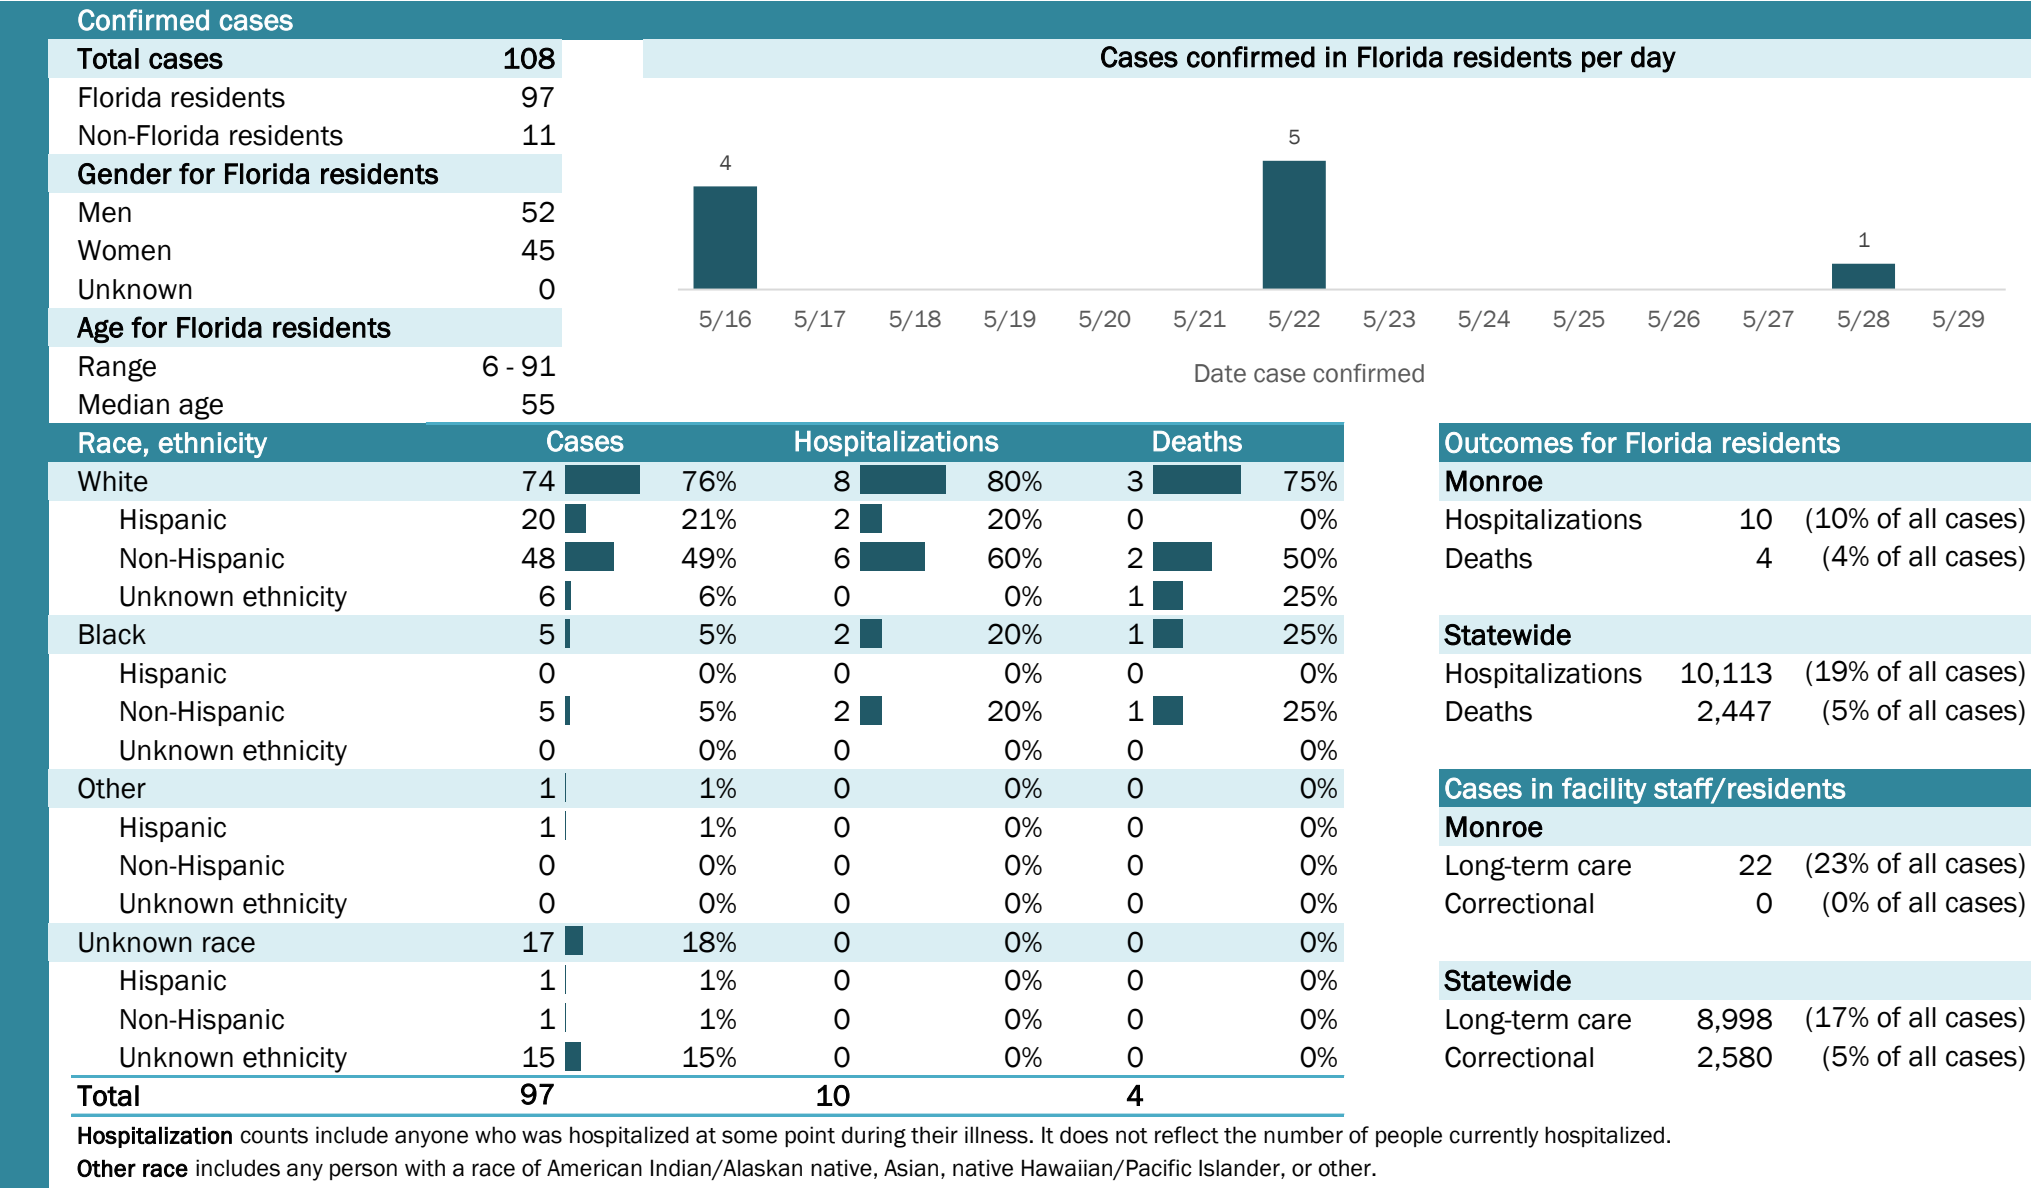 Confirmed cases
Total cases 108
Florida residents 97
Non-Florida residents 11
Gender for Florida residents
Men 52
Women 45
Unknown 0
Age for Florida residents
Range 6 - 91
Median age 55
Cases confirmed in Florida residents per day
4
5
1
5/16 5/17 5/18 5/19 5/20 5/21 5/22 5/23 5/24 5/25 5/26 5/27 5/28 5/29
Date case confirmed
Race, ethnicity Cases Hospitalizations Deaths
White 74 76% 8 80% 3 75%
Hispanic 20 21% 2 20% 0 0%
Non-Hispanic 48 49% 6 60% 2 50%
Unknown ethnicity 6 6% 0 0% 1 25%
Black 5 5% 2 20% 1 25%
Hispanic 0 0% 0 0% 0 0%
Non-Hispanic 5 5% 2 20% 1 25%
Unknown ethnicity 0 0% 0 0% 0 0%
Other 1 1% 0 0% 0 0%
Hispanic 1 1% 0 0% 0 0%
Non-Hispanic 0 0% 0 0% 0 0%
Unknown ethnicity 0 0% 0 0% 0 0%
Unknown race 17 18% 0 0% 0 0%
Hispanic 1 1% 0 0% 0 0%
Non-Hispanic 1 1% 0 0% 0 0%
Unknown ethnicity 15 15% 0 0% 0 0%
Total 97 10 4
Outcomes for Florida residents
Monroe
Hospitalizations 10 (10% of all cases)
Deaths 4 (4% of all cases)
Statewide
Hospitalizations 10,113 (19% of all cases)
Deaths 2,447 (5% of all cases)
Cases in facility staff/residents
Monroe
Long-term care 22 (23% of all cases)
Correctional 0 (0% of all cases)
Statewide
Long-term care 8,998 (17% of all cases)
Correctional 2,580 (5% of all cases)
Hospitalization counts include anyone who was hospitalized at some point during their illness. It does not reflect the number of people currently hospitalized.
Other race includes any person with a race of American Indian/Alaskan native, Asian, native Hawaiian/Pacific Islander, or other.